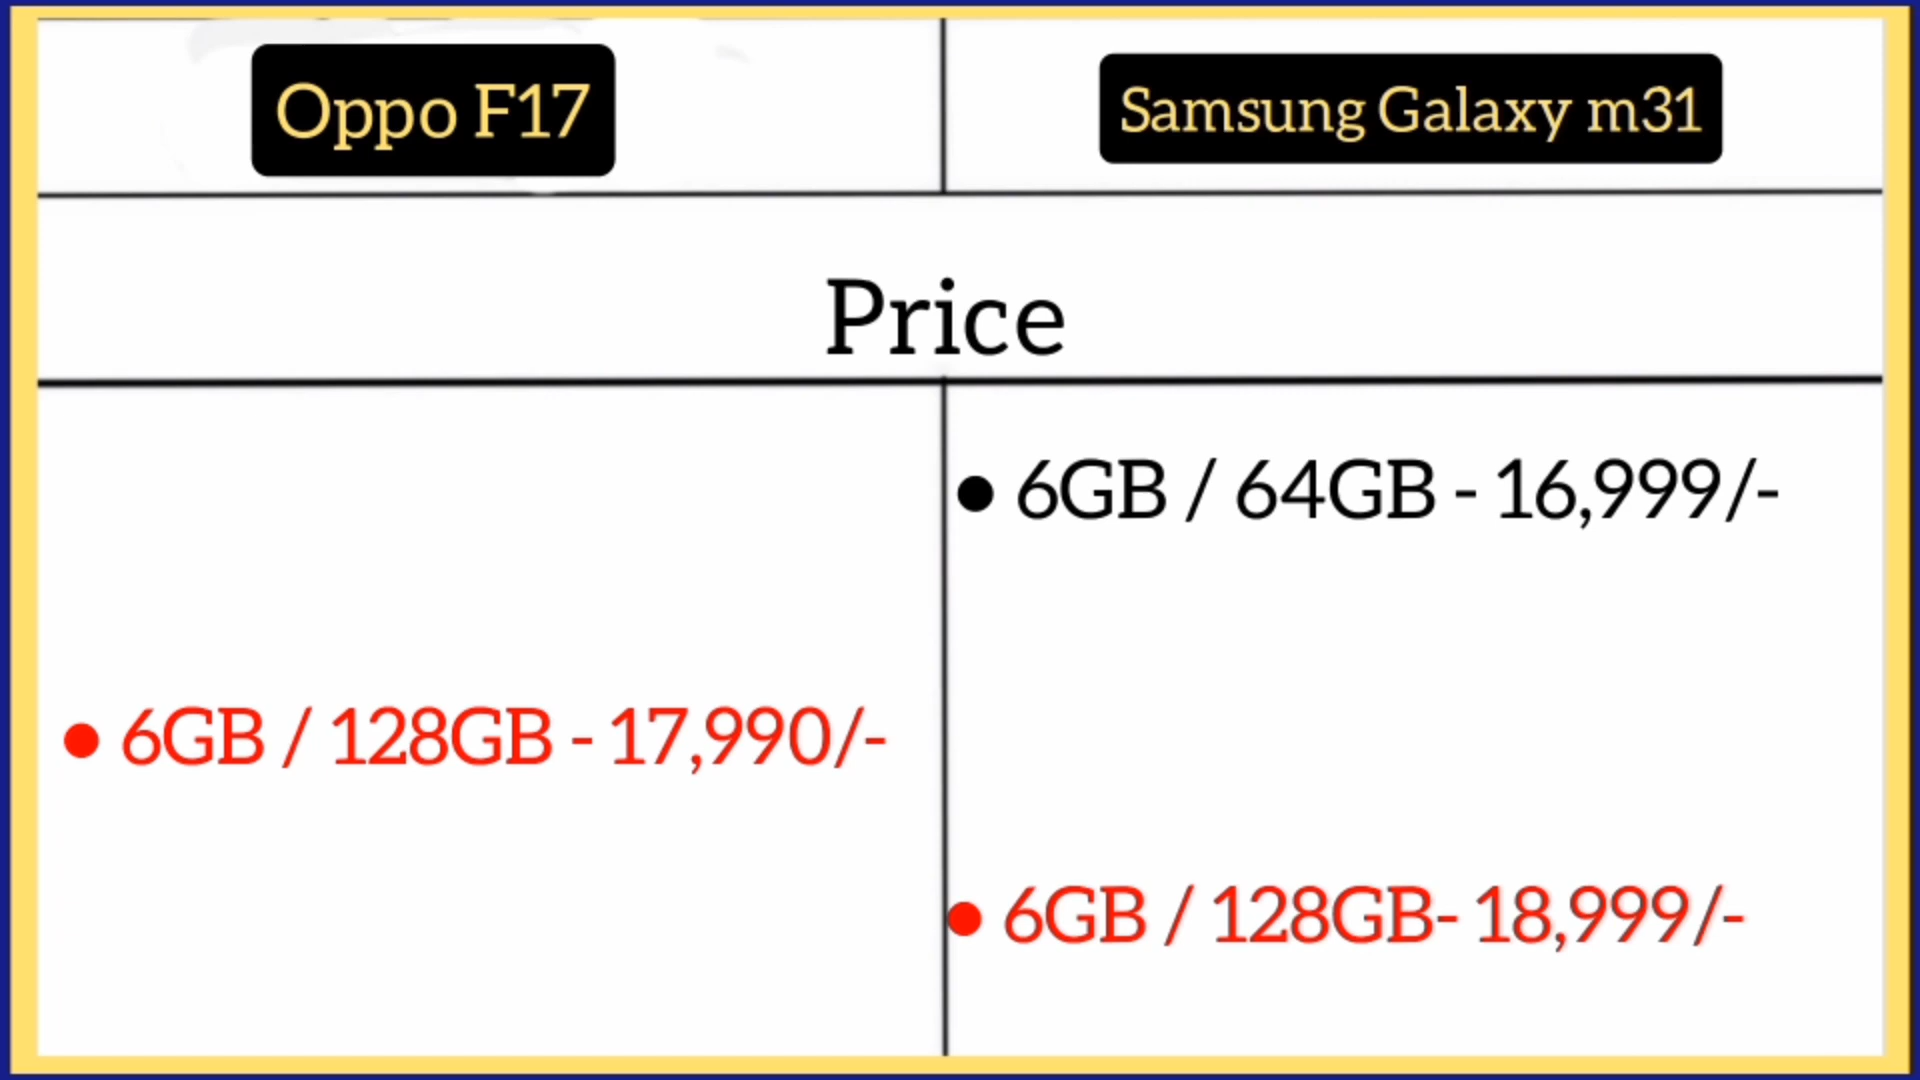 Oppo F17
Samsung Galaxy m31
Price
● 6GB / 64GB - 16,999/-
● 6GB / 128GB - 17,990/-
● 6GB / 128GB- 18,999/-